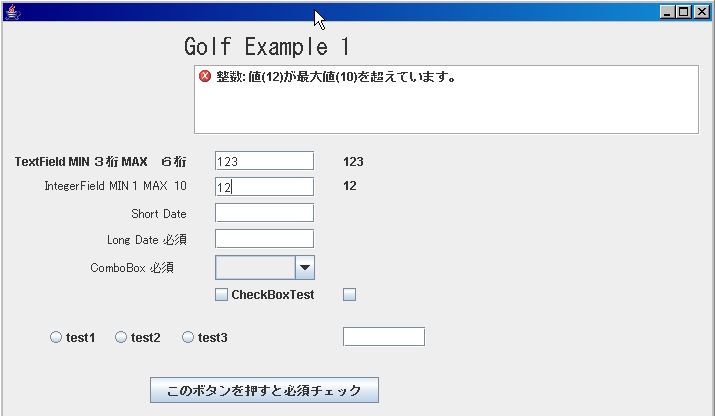 Golf Example 1
整数: 値(12)が最大値(10)を超えています。
TextField MIN 3桁 MAX　6桁 123 123
IntegerField MIN 1 MAX 10 12 12
Short Date
Long Date 必須
ComboBox 必須
CheckBoxTest
test1 test2 test3
このボタンを押すと必須チェック